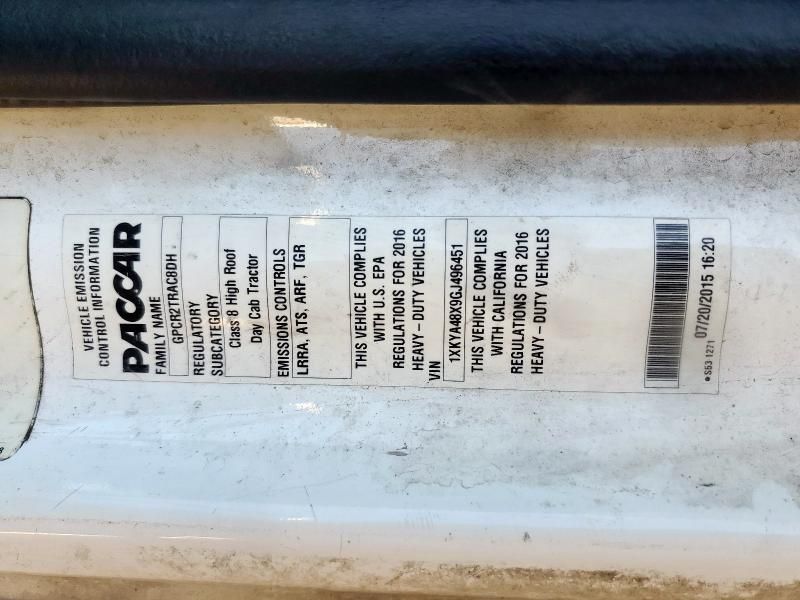 VEHICLE EMISSION
CONTROL INFORMATION
PACCAR
FAMILY NAME
GPCR2TRAC8DH
REGULATORY
SUBCATEGORY
Class 8 High Roof
Day Cab Tractor
EMISSIONS CONTROLS
LRRA, ATS, ARF, TGR
THIS VEHICLE COMPLIES
WITH U.S. EPA
REGULATIONS FOR 2016
HEAVY – DUTY VEHICLES
VIN
1XKYA48X9GJ496451
THIS VEHICLE COMPLIES
WITH CALIFORNIA
REGULATIONS FOR 2016
HEAVY – DUTY VEHICLES
07/20/2015 16:20
● S53 1271